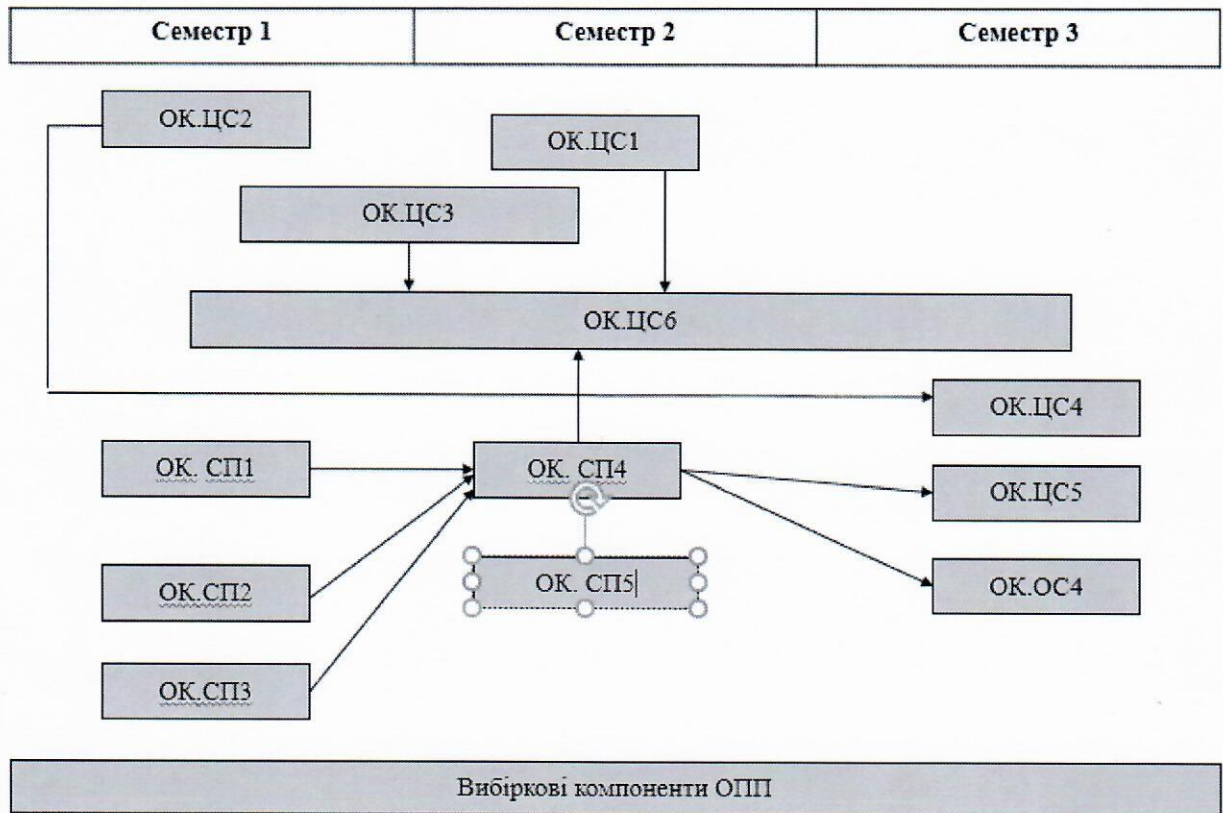 Семестр 1
Семестр 2
Семестр 3
ОК.ЦС2
ОК.ЦС1
ОК.ЦС3
ОК.ЦС6
ОК.ЦС4
ОК. СП1
ОК. СП4
ОК.ЦС5
ОК.СП2
ОК. СП5
ОК.ОС4
ОК.СП3
Вибіркові компоненти ОПП